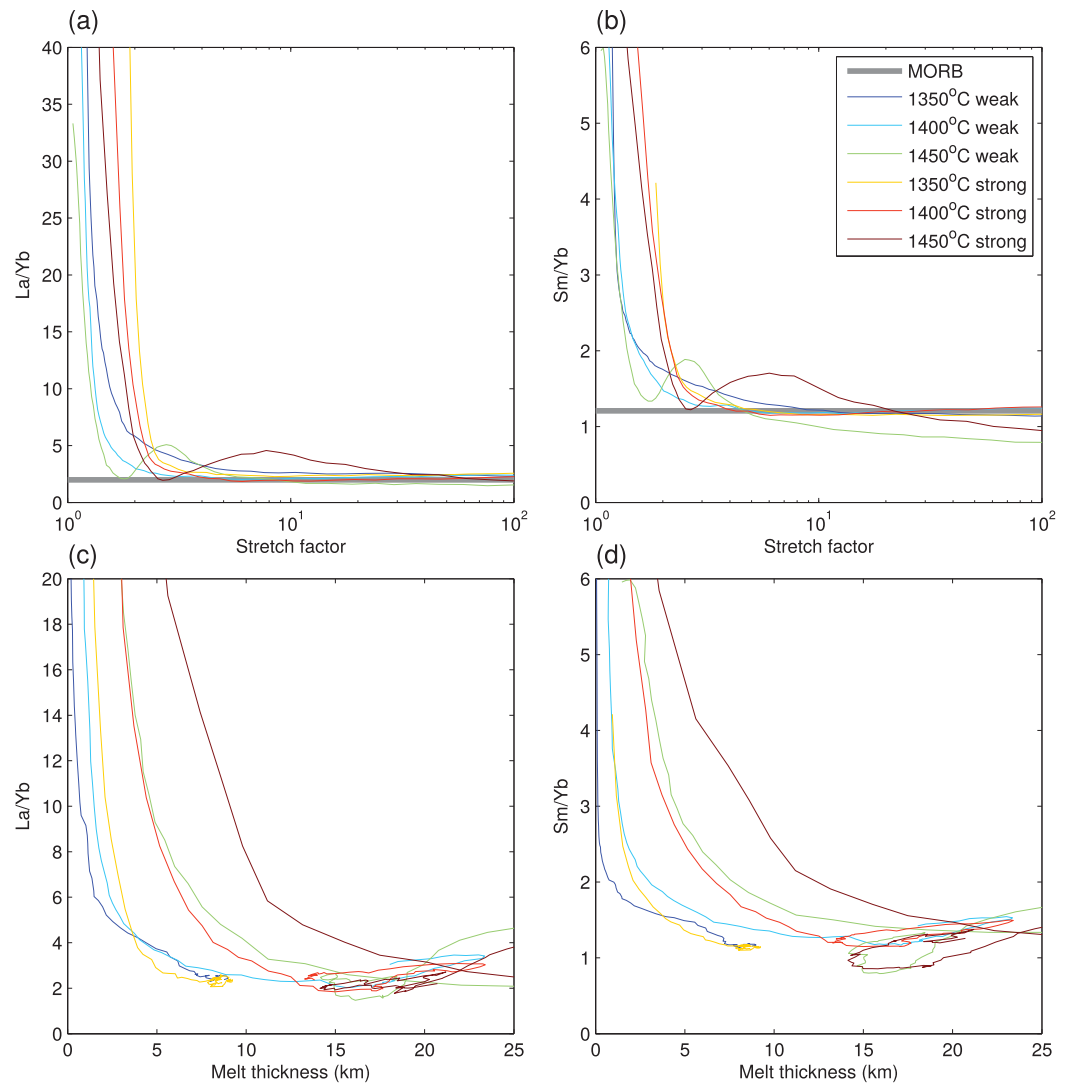 (a)
(b)
40
35
30
25
20
15
10
5
0
La/Yb
10^0
10^1
10^2
Stretch factor
6
5
4
3
2
1
0
Sm/Yb
MORB
1350°C weak
1400°C weak
1450°C weak
1350°C strong
1400°C strong
1450°C strong
10^0
10^1
10^2
Stretch factor
(c)
(d)
20
18
16
14
12
10
8
6
4
2
0
La/Yb
0 5 10 15 20 25
Melt thickness (km)
6
5
4
3
2
1
0
Sm/Yb
0 5 10 15 20 25
Melt thickness (km)